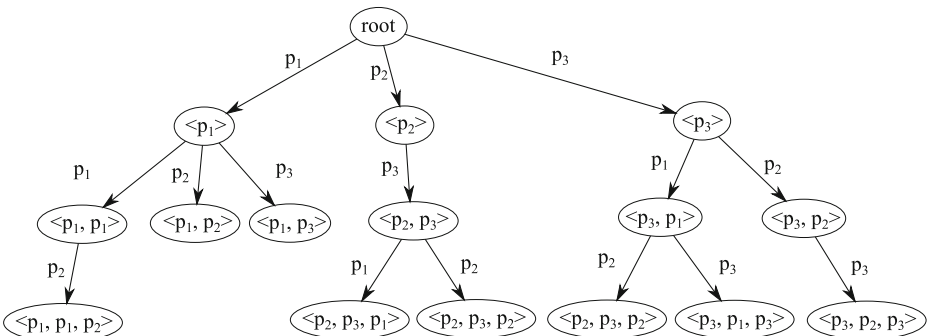 root
p1 p2 p3
<p1> <p2> <p3>
p1 p2 p3 p3 p1 p2
<p1, p1> <p1, p2> <p1, p3> <p2, p3> <p3, p1> <p3, p2>
p2 p1 p2 p2 p3 p3
<p1, p1, p2> <p2, p3, p1> <p2, p3, p2> <p2, p3, p2> <p3, p1, p3> <p3, p2, p3>